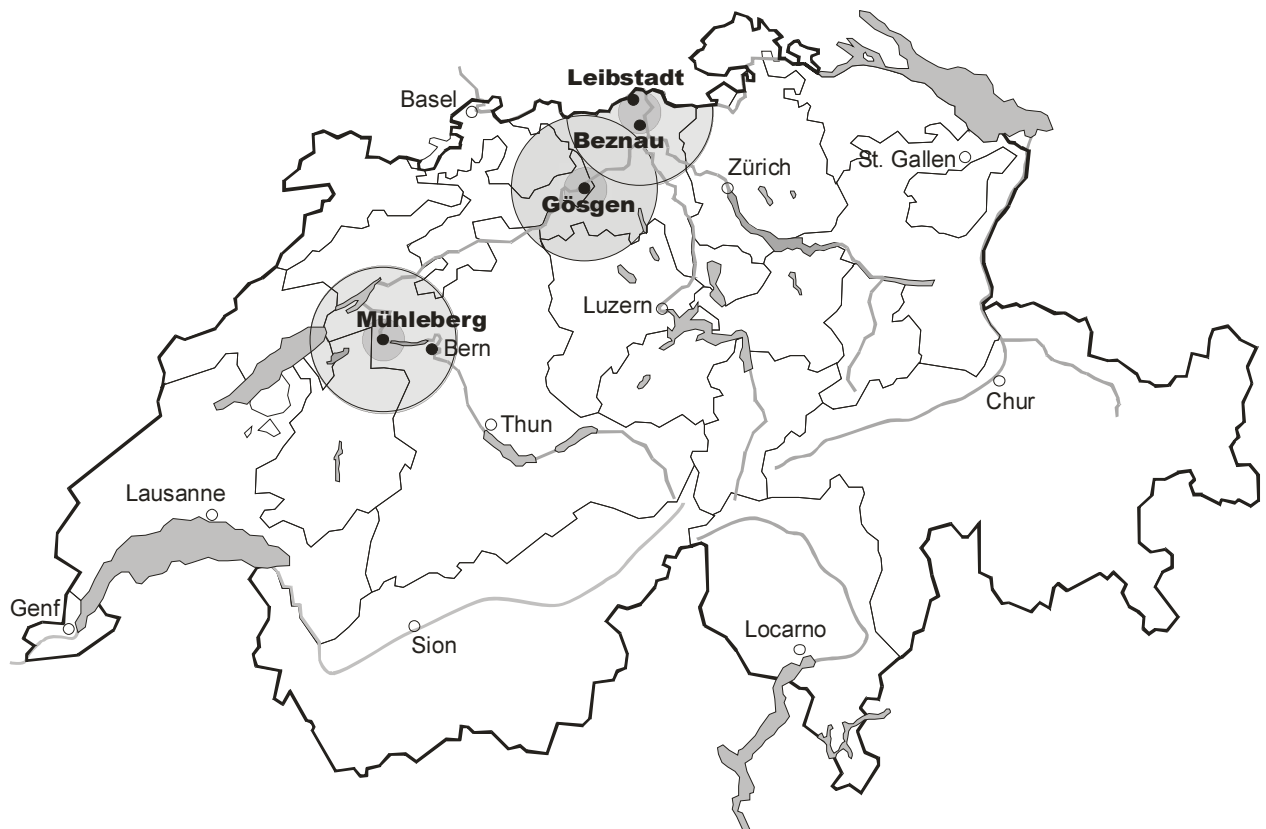 Leibstadt
Basel
Beznau
St. Gallen
Zürich
Gösgen
Luzern
Mühleberg
Bern
Chur
Thun
Lausanne
Genf
Locarno
Sion